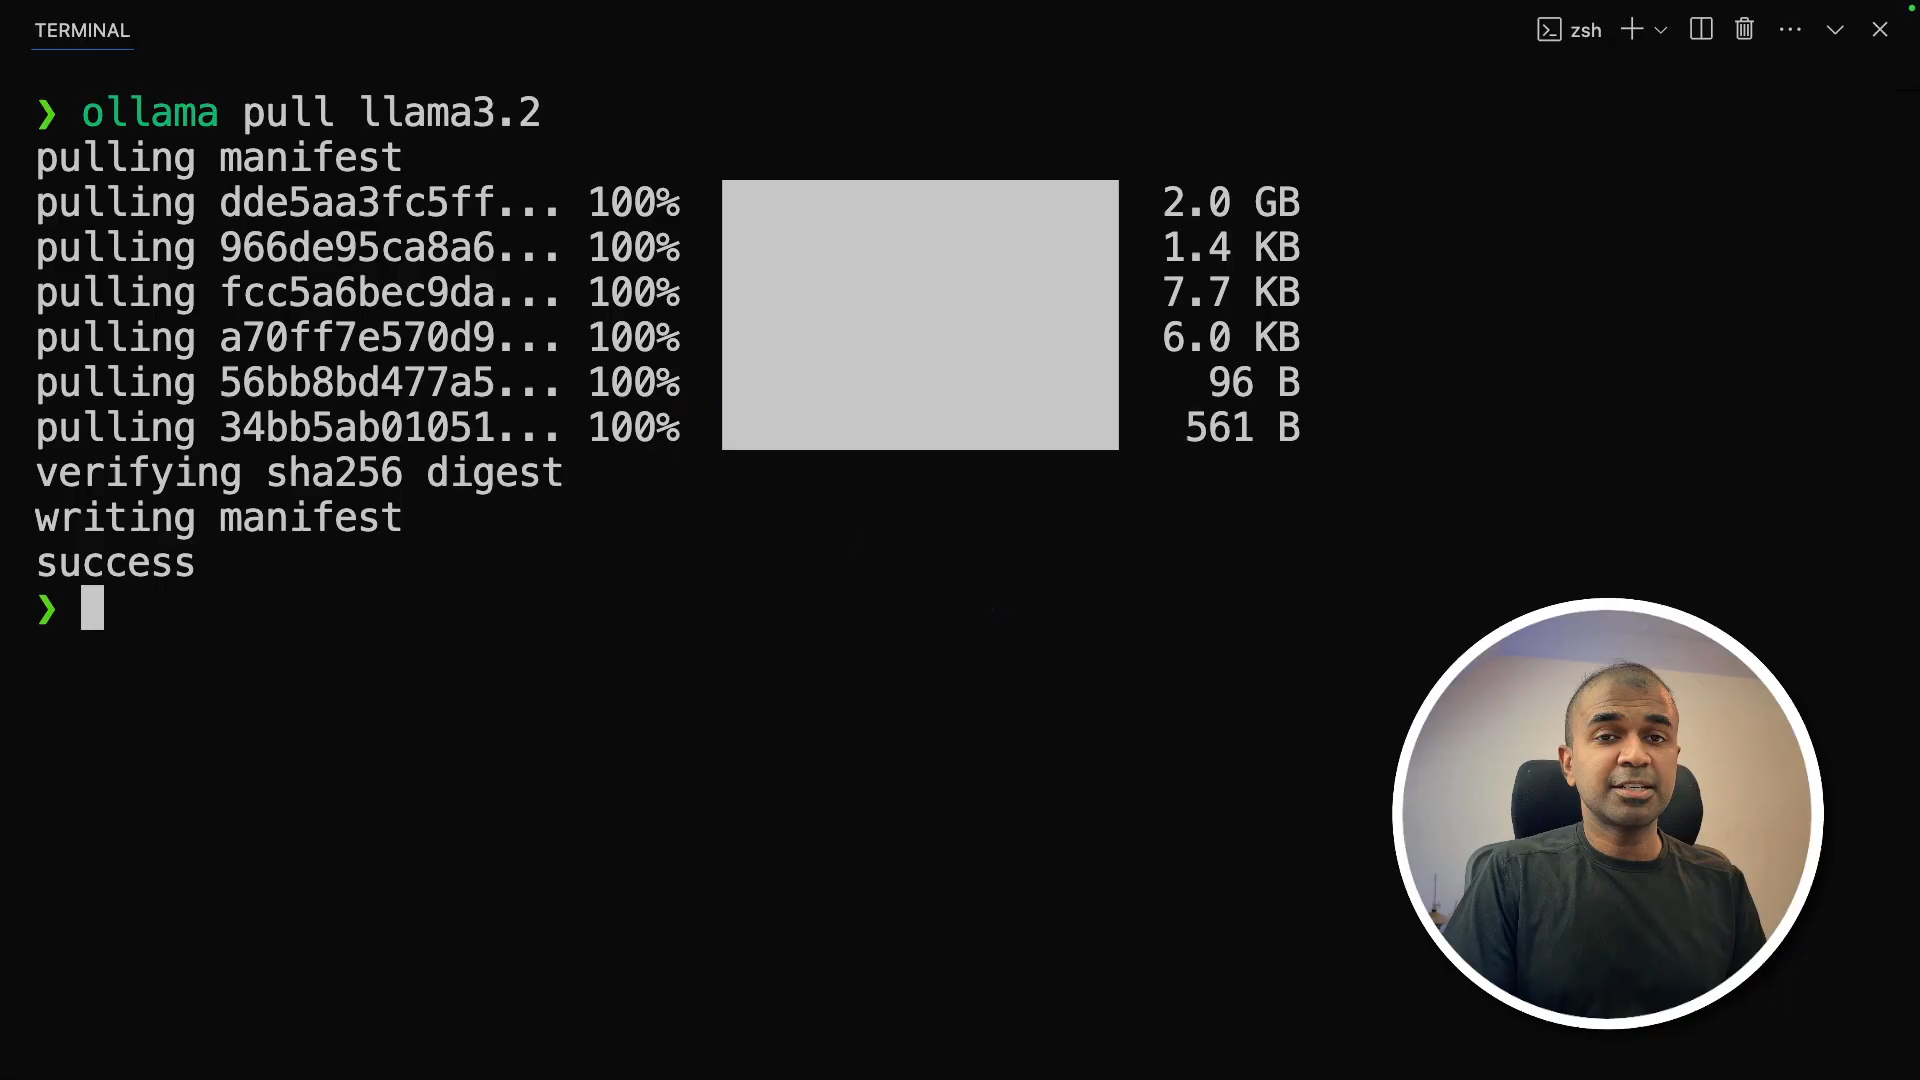 TERMINAL
zsh
❯ ollama pull llama3.2
pulling manifest
pulling dde5aa3fc5ff... 100% 2.0 GB
pulling 966de95ca8a6... 100% 1.4 KB
pulling fcc5a6bec9da... 100% 7.7 KB
pulling a70ff7e570d9... 100% 6.0 KB
pulling 56bb8bd477a5... 100% 96 B
pulling 34bb5ab01051... 100% 561 B
verifying sha256 digest
writing manifest
success
❯